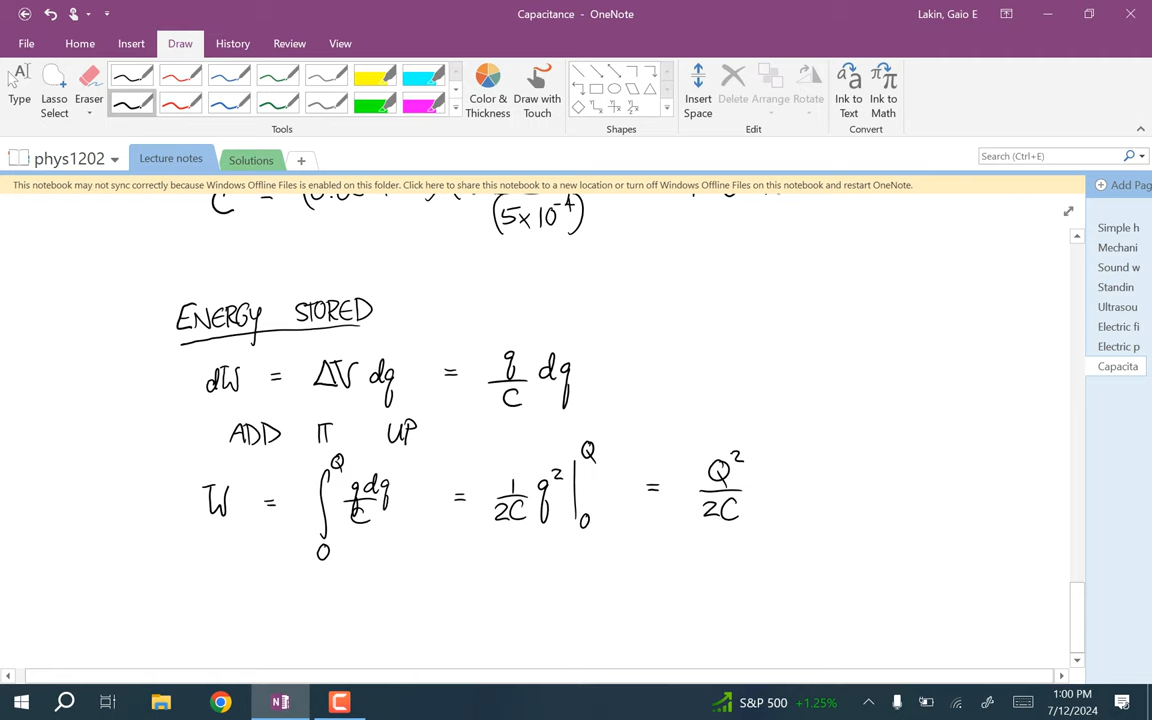 Capacitance - OneNote
Lakin, Gaio E
File Home Insert Draw History Review View
Type
Lasso Select
Eraser
Color & Thickness
Draw with Touch
Insert Space
Delete
Arrange
Rotate
Ink to Text
Ink to Math
Tools Shapes Edit Convert
phys1202 Lecture notes Solutions
Search (Ctrl+E)
This notebook may not sync correctly because Windows Offline Files is enabled on this folder. Click here to share this notebook to a new location or turn off Windows Offline Files on this notebook and restart OneNote.
Add Pag
Simple h
Mechani
Sound w
Standin
Ultrasou
Electric fi
Electric p
Capacita
(5x10^-4)
ENERGY STORED
dW = ΔV dq = q/C dq
ADD IT UP
W = ∫₀^Q q dq/C = 1/2C q² |₀^Q = Q²/2C
S&P 500 +1.25%
1:00 PM
7/12/2024